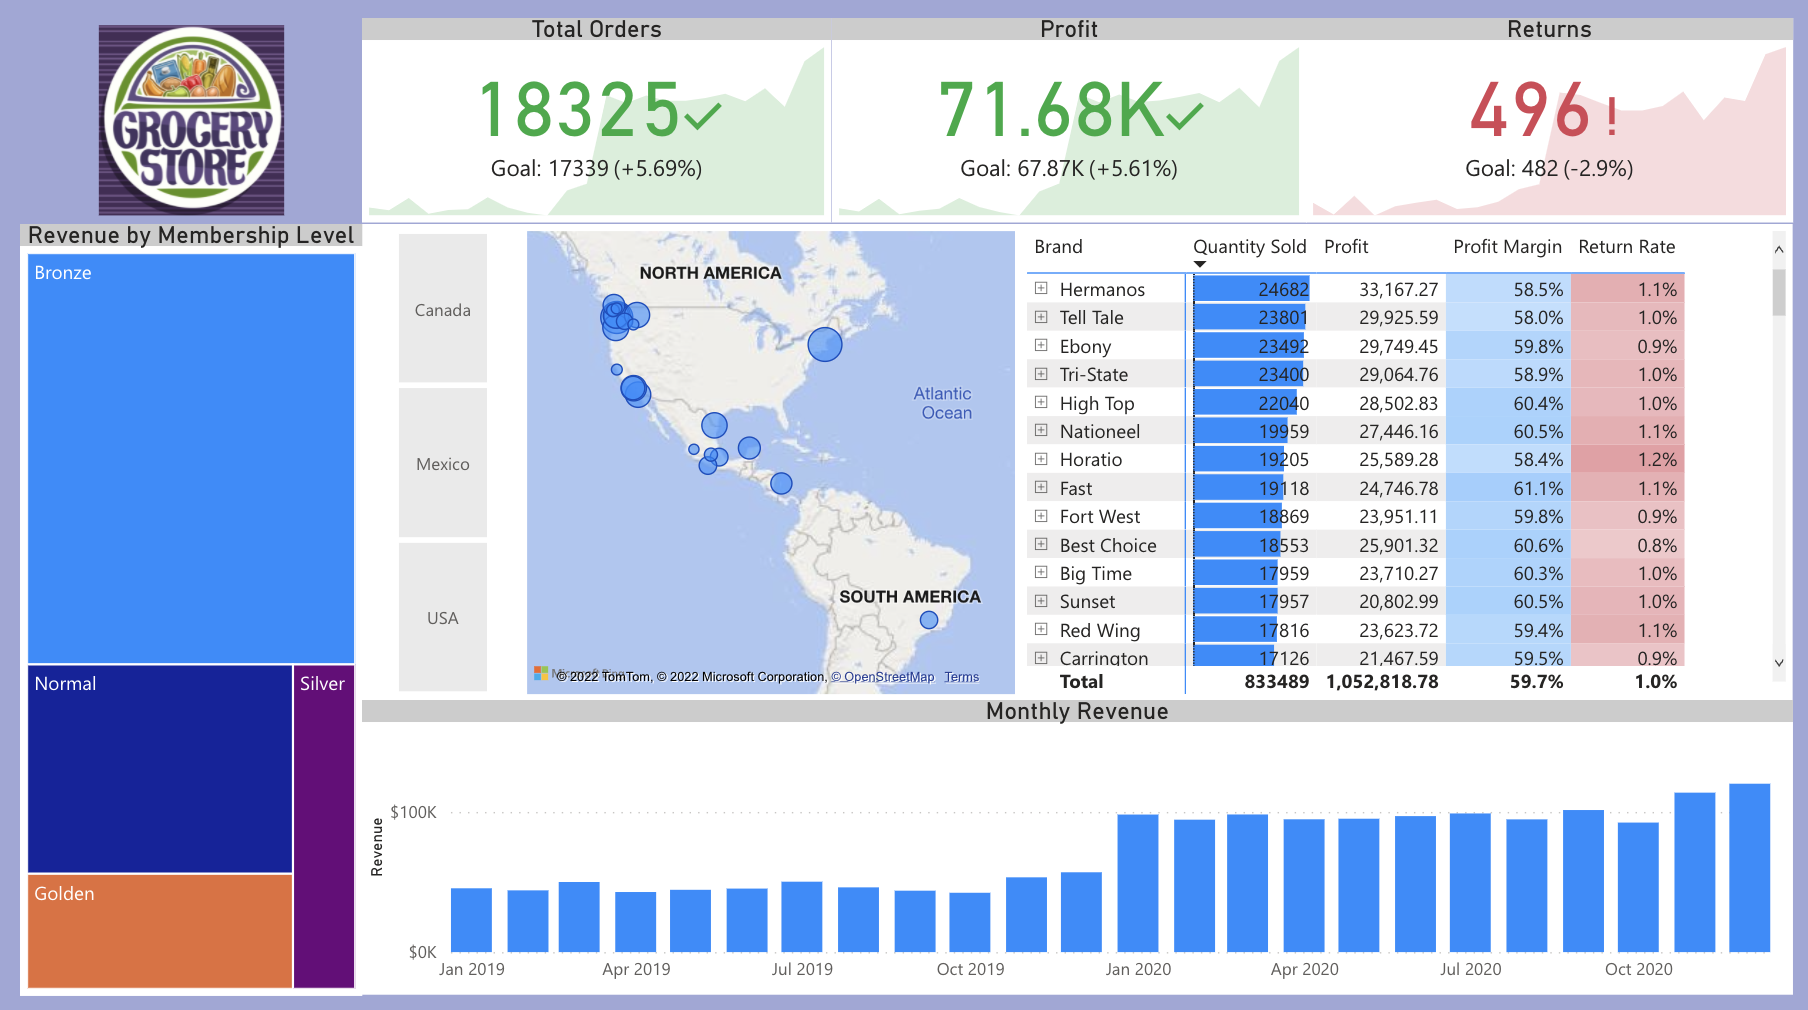 GROCERY
STORE
Total Orders
18325
Goal: 17339 (+5.69%)
Profit
71.68K
Goal: 67.87K (+5.61%)
Returns
496!
Goal: 482 (-2.9%)
Revenue by Membership Level
Bronze
Normal
Silver
Golden
Canada
Mexico
USA
NORTH AMERICA
Atlantic
Ocean
SOUTH AMERICA
© 2022 TomTom, © 2022 Microsoft Corporation, © OpenStreetMap Terms
Brand Quantity Sold Profit Profit Margin Return Rate
Hermanos 24682 33,167.27 58.5% 1.1%
Tell Tale 23801 29,925.59 58.0% 1.0%
Ebony 23492 29,749.45 59.8% 0.9%
Tri-State 23400 29,064.76 58.9% 1.0%
High Top 22040 28,502.83 60.4% 1.0%
Nationeel 19959 27,446.16 60.5% 1.1%
Horatio 19205 25,589.28 58.4% 1.2%
Fast 19118 24,746.78 61.1% 1.1%
Fort West 18869 23,951.11 59.8% 0.9%
Best Choice 18553 25,901.32 60.6% 0.8%
Big Time 17959 23,710.27 60.3% 1.0%
Sunset 17957 20,802.99 60.5% 1.0%
Red Wing 17816 23,623.72 59.4% 1.1%
Carrington 17126 21,467.59 59.5% 0.9%
Total 833489 1,052,818.78 59.7% 1.0%
Monthly Revenue
Revenue
$100K
$0K
Jan 2019 Apr 2019 Jul 2019 Oct 2019 Jan 2020 Apr 2020 Jul 2020 Oct 2020